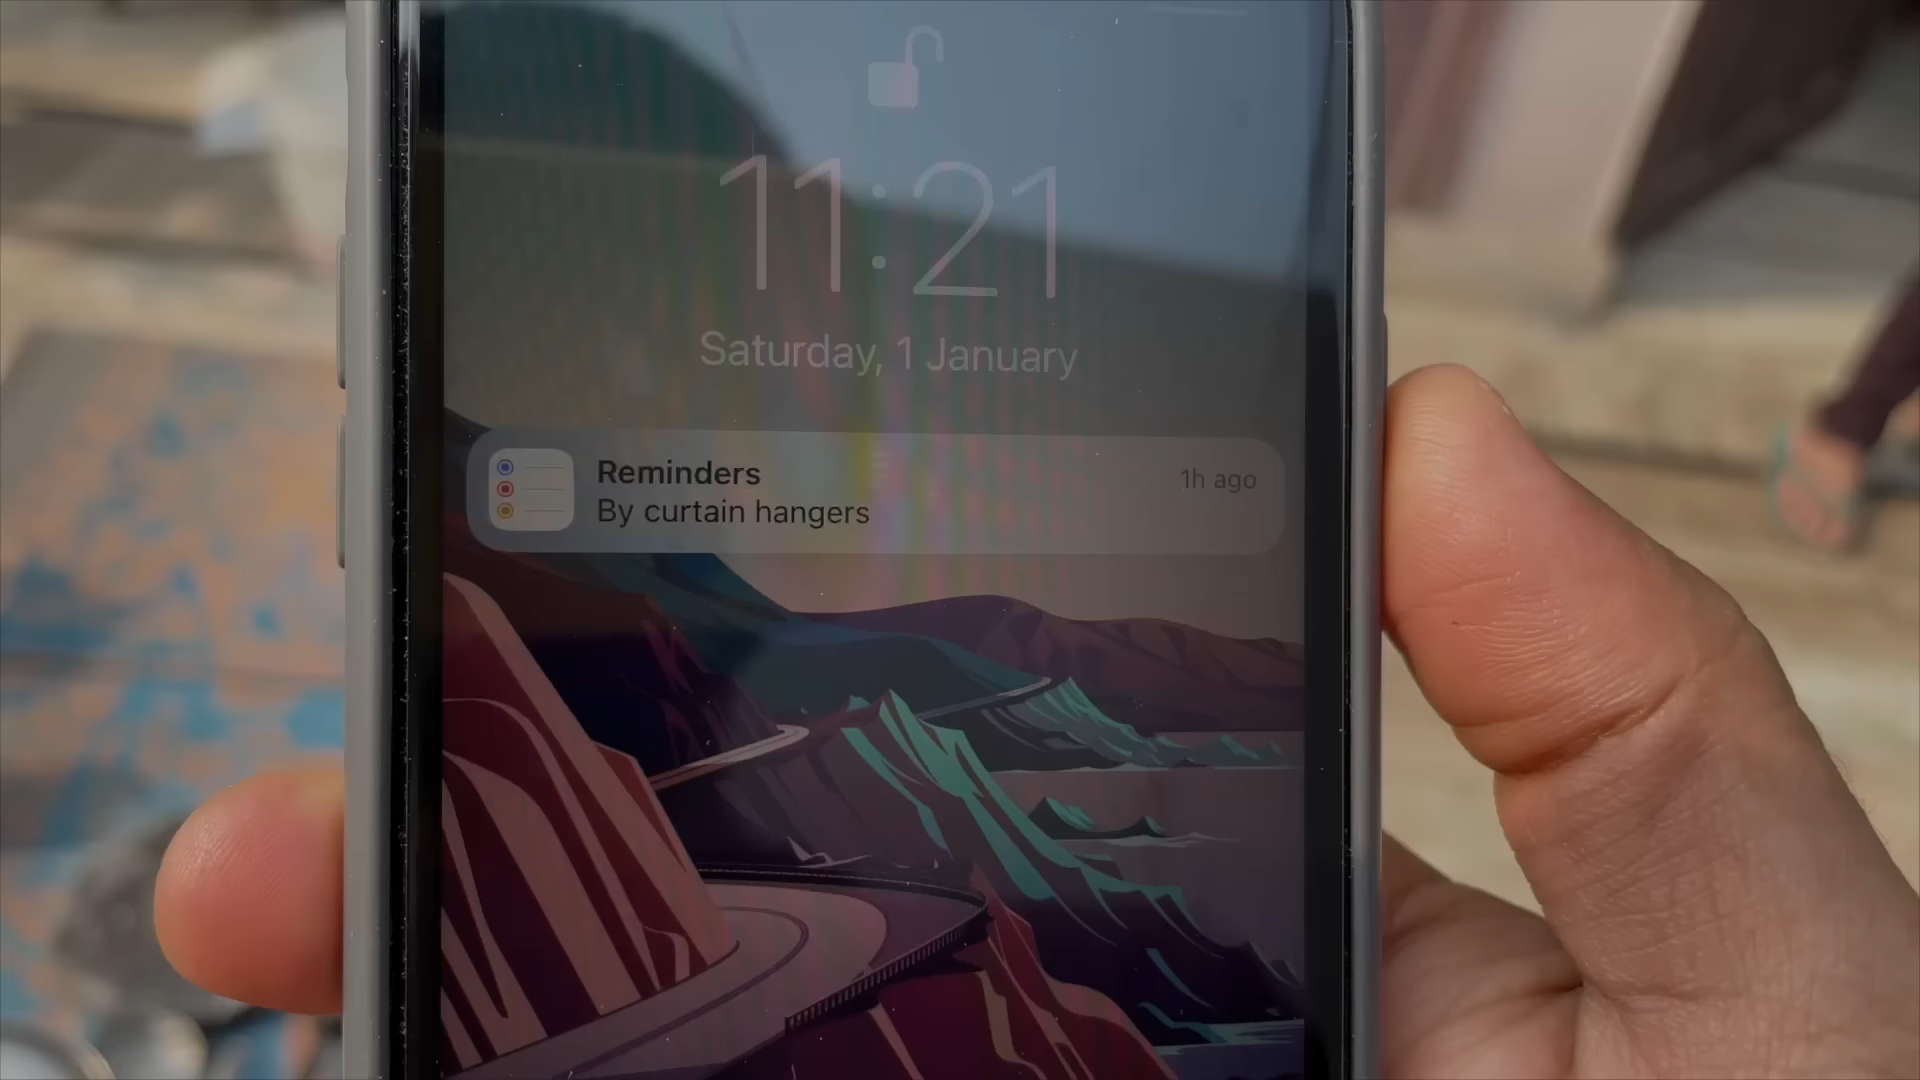 11:21
Saturday, 1 January
Reminders
1h ago
By curtain hangers